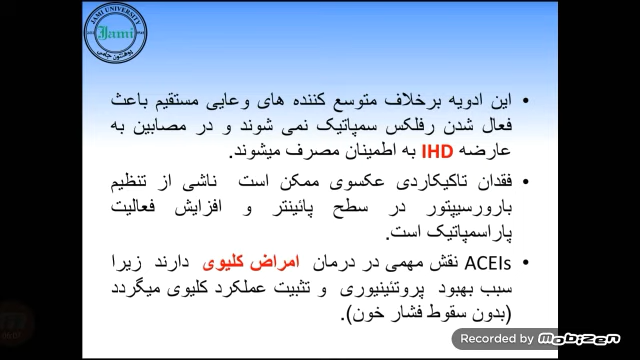 JAMI UNIVERSITY
Jami
پوهنتون جامی
• این ادویه برخلاف متوسع کننده های وعایی مستقیم باعث
فعال شدن رفلکس سمپاتیک نمی شوند و در مصابین به
عارضه IHD به اطمینان مصرف میشوند.
• فقدان تاکیکاردی عکسوی ممکن است ناشی از تنظیم
بارورسیپتور در سطح پائینتر و افزایش فعالیت
پاراسمپاتیک است.
• ACEIs نقش مهمی در درمان امراض کلیوی دارند زیرا
سبب بهبود پروتئینیوری و تثبیت عملکرد کلیوی میگردد
(بدون سقوط فشار خون).
Recorded by mobizen